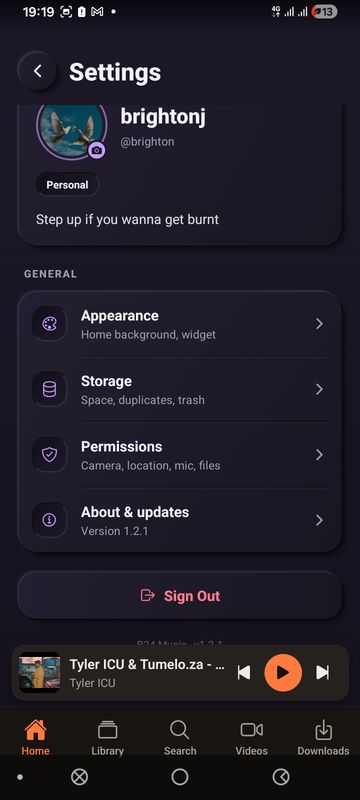 19:19
4G
13
Settings
brightonj
@brighton
Personal
Step up if you wanna get burnt
GENERAL
Appearance
Home background, widget
Storage
Space, duplicates, trash
Permissions
Camera, location, mic, files
About & updates
Version 1.2.1
Sign Out
Tyler ICU & Tumelo.za - ...
Tyler ICU
Home
Library
Search
Videos
Downloads